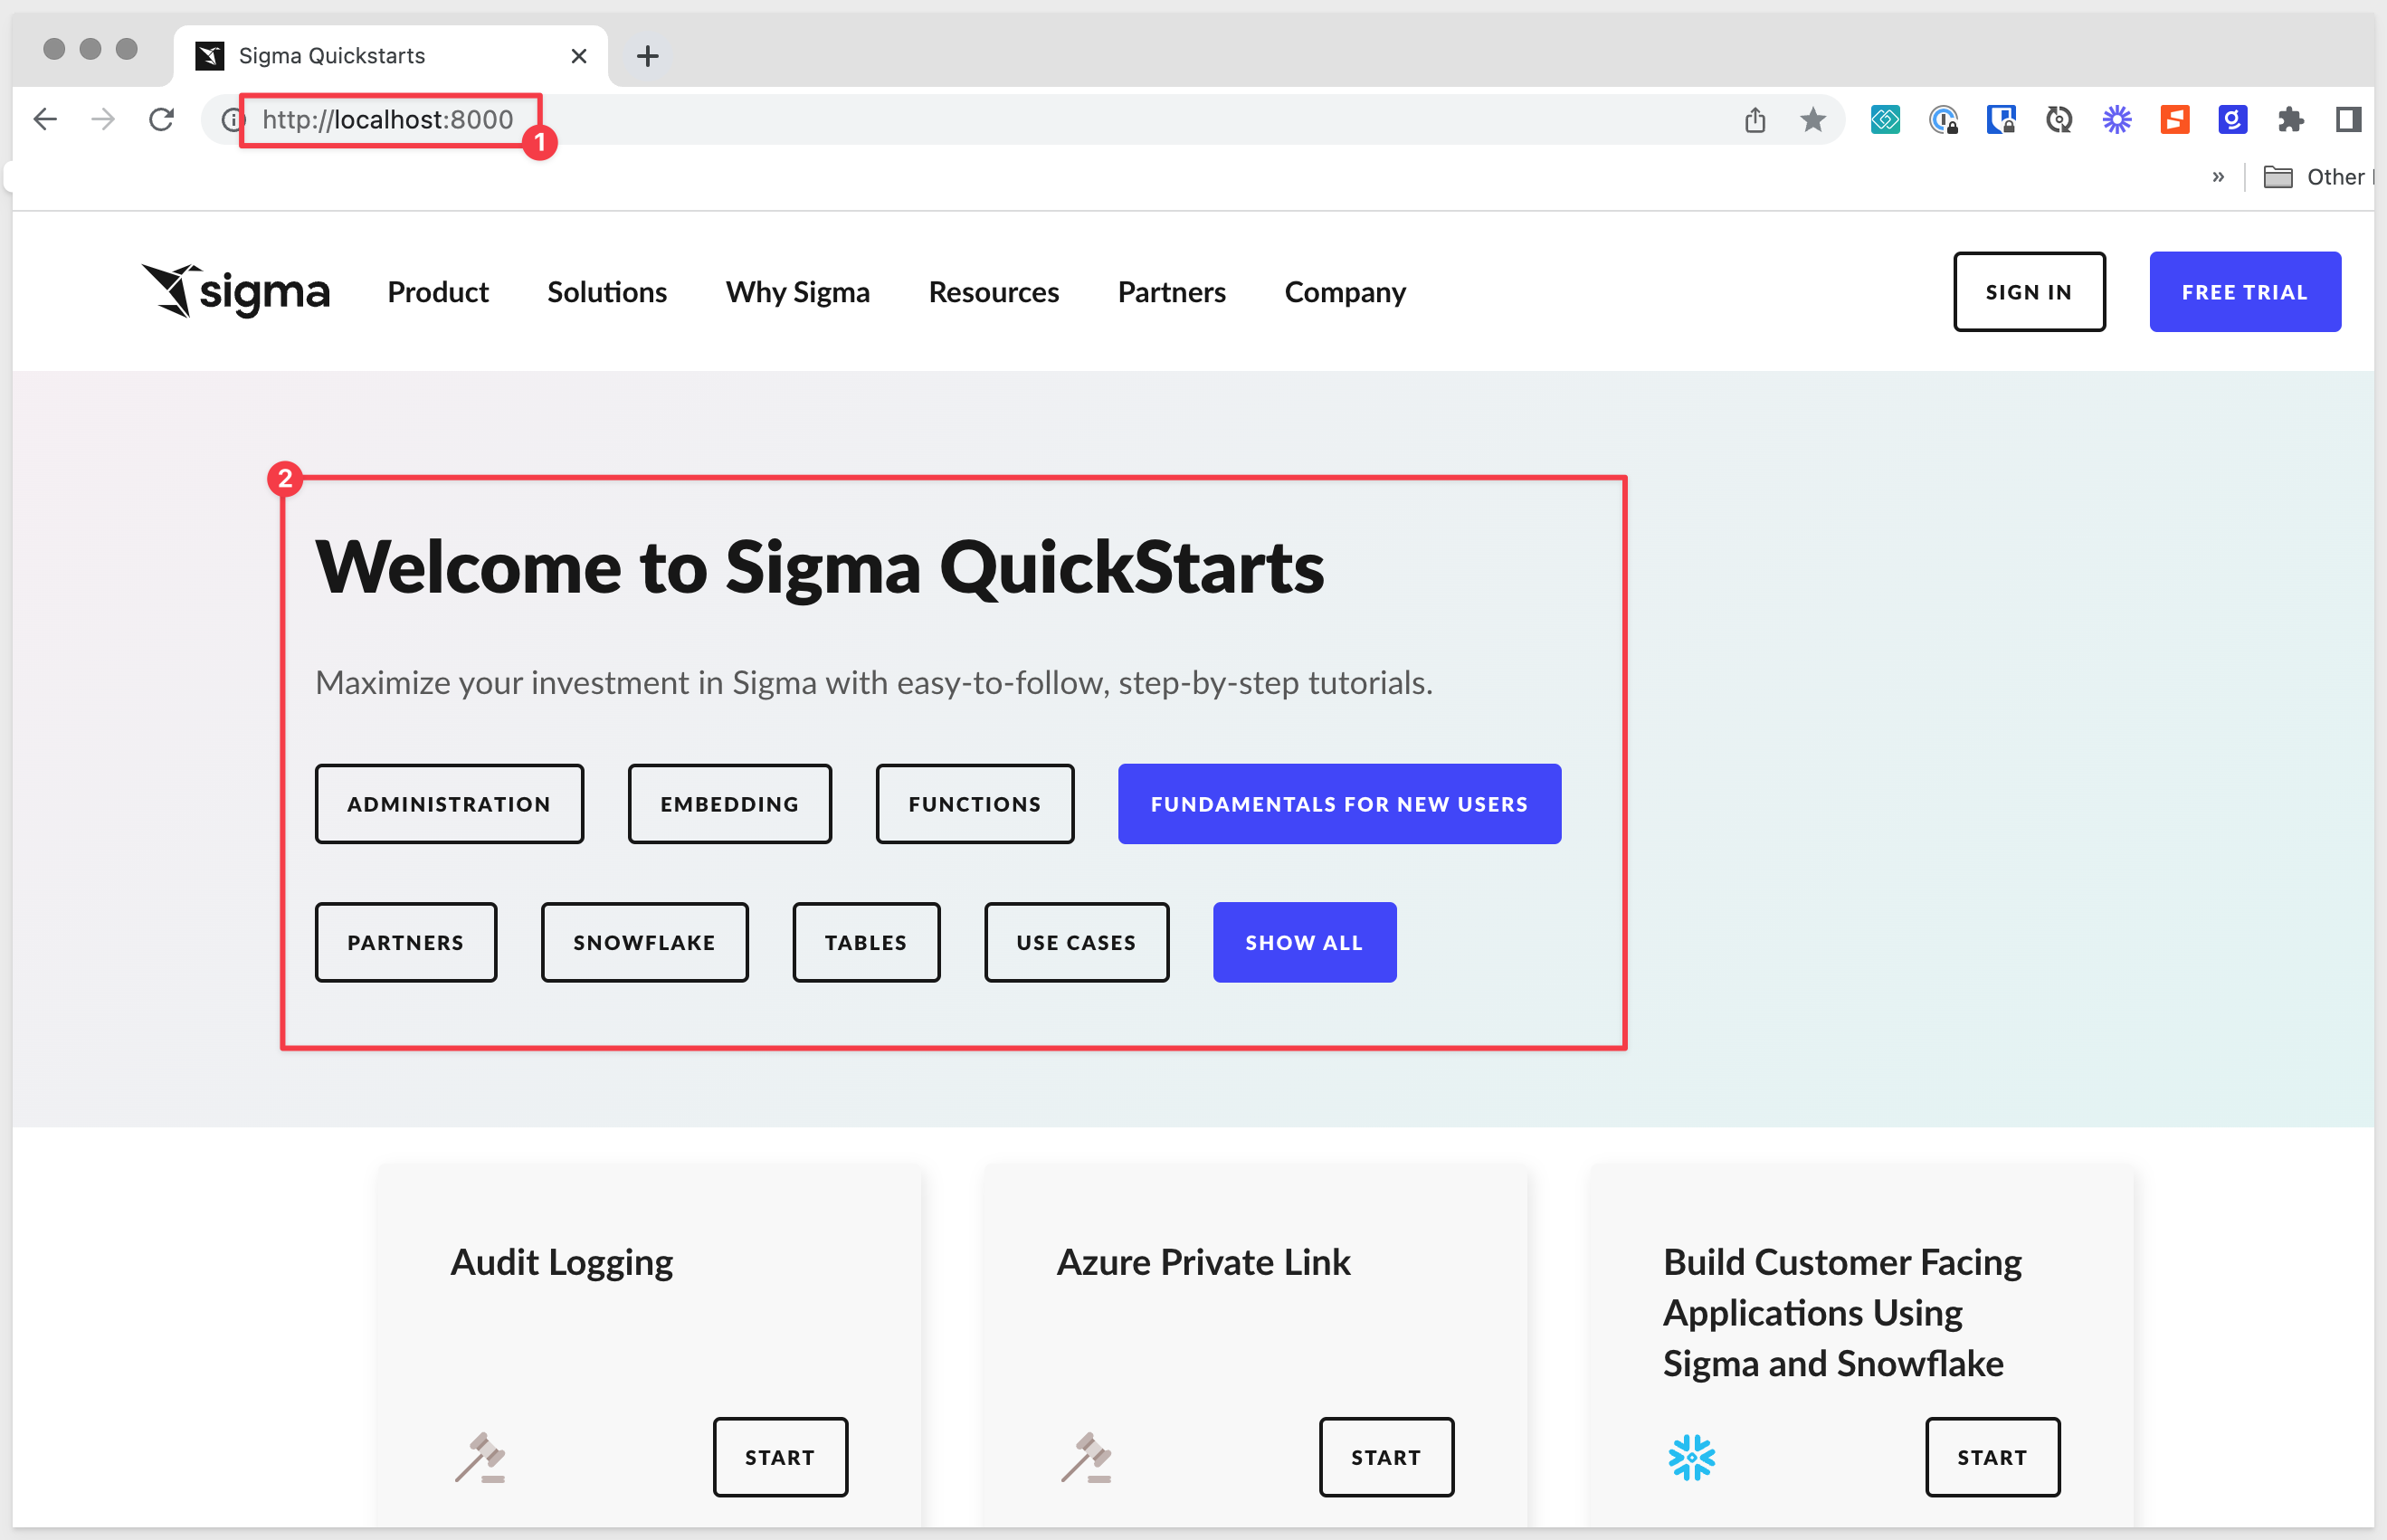 Sigma Quickstarts
http://localhost:8000
1
» Other
sigma Product Solutions Why Sigma Resources Partners Company SIGN IN FREE TRIAL
2
Welcome to Sigma QuickStarts
Maximize your investment in Sigma with easy-to-follow, step-by-step tutorials.
ADMINISTRATION EMBEDDING FUNCTIONS FUNDAMENTALS FOR NEW USERS
PARTNERS SNOWFLAKE TABLES USE CASES SHOW ALL
Audit Logging
START
Azure Private Link
START
Build Customer Facing
Applications Using
Sigma and Snowflake
START